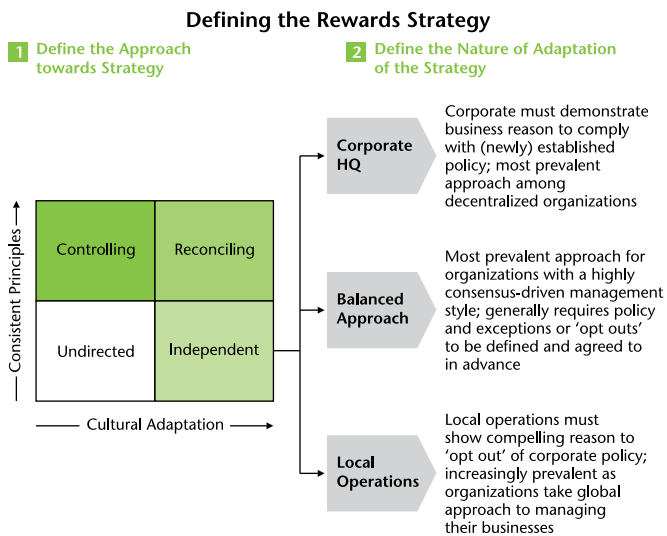 Defining the Rewards Strategy
1 Define the Approach
towards Strategy
2 Define the Nature of Adaptation
of the Strategy
Consistent Principles
Controlling
Reconciling
Undirected
Independent
Cultural Adaptation
Corporate
HQ
Corporate must demonstrate
business reason to comply
with (newly) established
policy; most prevalent
approach among
decentralized organizations
Balanced
Approach
Most prevalent approach for
organizations with a highly
consensus-driven management
style; generally requires policy
and exceptions or ‘opt outs’
to be defined and agreed to
in advance
Local
Operations
Local operations must
show compelling reason to
‘opt out’ of corporate policy;
increasingly prevalent as
organizations take global
approach to managing
their businesses